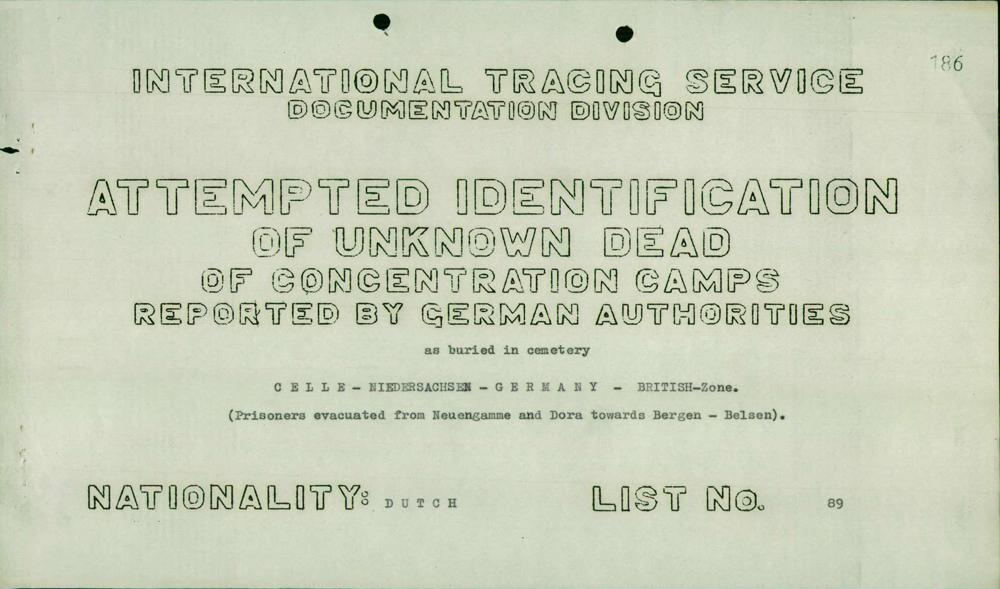 186
INTERNATIONAL TRACING SERVICE
DOCUMENTATION DIVISION
ATTEMPTED IDENTIFICATION
OF UNKNOWN DEAD
OF CONCENTRATION CAMPS
REPORTED BY GERMAN AUTHORITIES
as buried in cemetery
C E L L E - NIEDERSACHSEN - G E R M A N Y - BRITISH-Zone.
(Prisoners evacuated from Neuengamme and Dora towards Bergen - Belsen).
NATIONALITY: D U T C H LIST No. 89